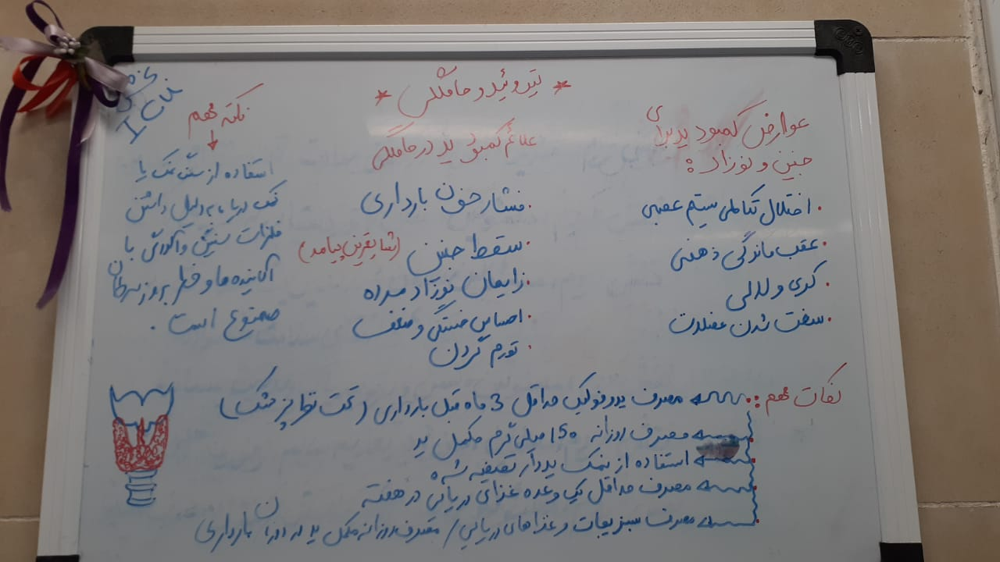 * تیروئید و حاملگی *
بخش
ICU
عوارض کمبود ید برای
جنین و نوزاد :
. اختلال تکاملی سیستم عصبی
. عقب ماندگی ذهنی
. کری و لالی
. سفت شدن عضلات
علائم کمبود ید در حاملگی
. فشار خون بارداری
. سقط جنین (شایعترین پیامد)
. زایمان نوزاد مرده
. احساس خستگی و ضعف
. تورم گردن
نکته مهم
استفاده از سنگ نمک یا
نمک دریا به دلیل داشتن
فلزات سنگین و آلودگی با
آلاینده ها و خطر بروز سرطان
ممنوع است .
نکات مهم :
مصرف ید و فولیک حداقل 3 ماه قبل بارداری (تحت نظر پزشک)
مصرف روزانه ۱۵۰ میلی گرم مکمل ید
استفاده از نمک یددار تصفیه شده
مصرف حداقل یک وعده غذای دریایی در هفته
مصرف سبزیجات و غذاهای دریایی / مصرف روزانه مکمل ید در دوران بارداری